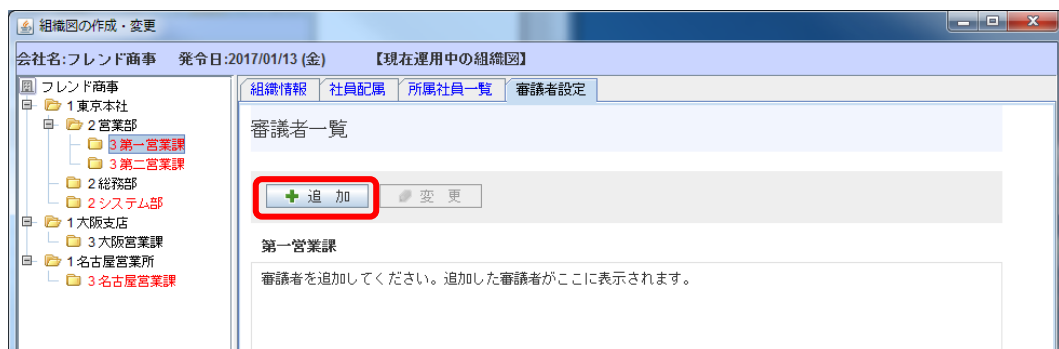 組織図の作成・変更
会社名:フレンド商事 発令日:2017/01/13 (金) 【現在運用中の組織図】
フレンド商事
1 東京本社
2 営業部
3 第一営業課
3 第二営業課
2 総務部
2 システム部
1 大阪支店
3 大阪営業課
1 名古屋営業所
3 名古屋営業課
組織情報 社員配属 所属社員一覧 審議者設定
審議者一覧
追 加 変 更
第一営業課
審議者を追加してください。追加した審議者がここに表示されます。